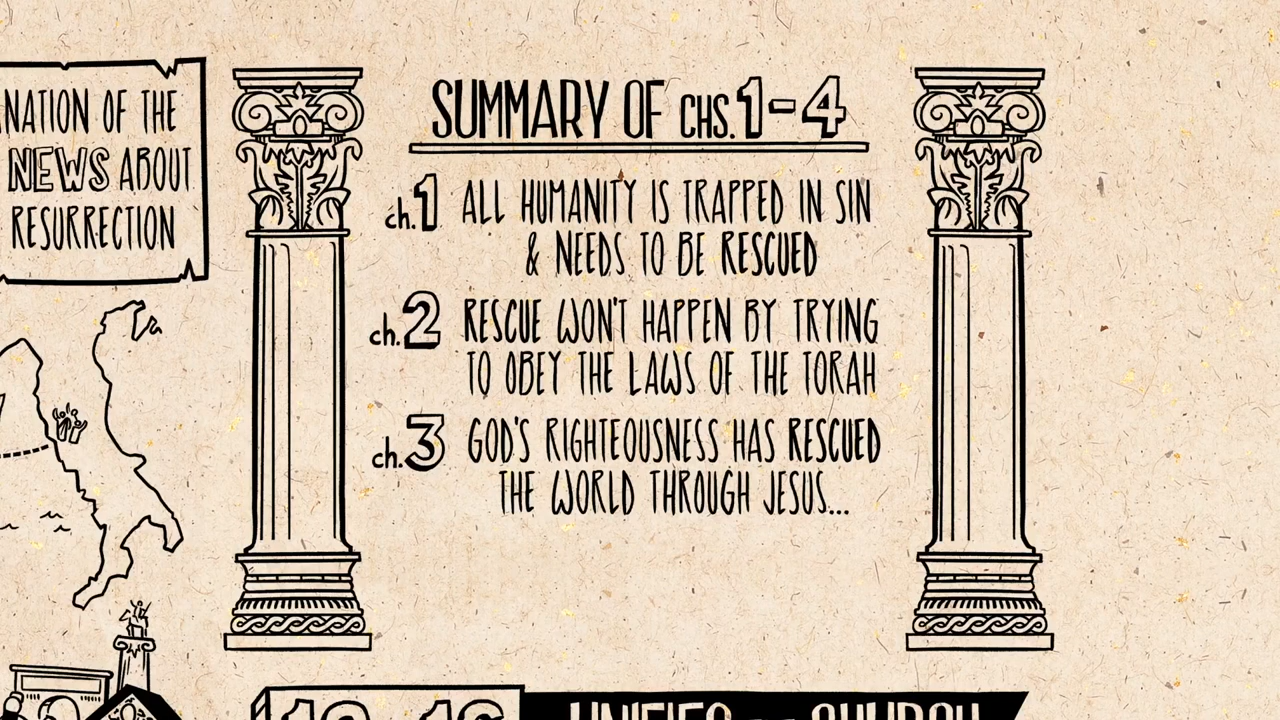 NATION OF THE
NEWS ABOUT
RESURRECTION
SUMMARY OF CHS. 1-4
ch. 1 ALL HUMANITY IS TRAPPED IN SIN
& NEEDS TO BE RESCUED
ch. 2 RESCUE WON'T HAPPEN BY TRYING
TO OBEY THE LAWS OF THE TORAH
ch. 3 GOD'S RIGHTEOUSNESS HAS RESCUED
THE WORLD THROUGH JESUS...
UNIFIES CHURCH